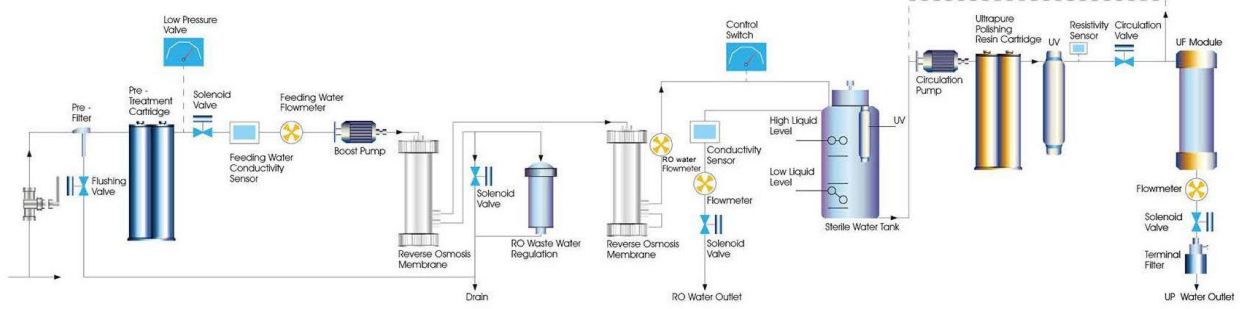 Low Pressure
Valve
Pre -
Filter
Pre -
Treatment
Cartridge
Solenoid
Valve
Feeding Water
Flowmeter
Boost Pump
Feeding Water
Conductivity
Sensor
Flushing
Valve
Reverse Osmosis
Membrane
Solenoid
Valve
RO Waste Water
Regulation
Drain
Reverse Osmosis
Membrane
RO water
Flowmeter
Control
Switch
Conductivity
Sensor
Flowmeter
Solenoid
Valve
RO Water Outlet
High Liquid
Level
Low Liquid
Level
UV
Sterile Water Tank
Circulation
Pump
Ultrapure
Polishing
Resin Cartridge
UV
Resistivity
Sensor
Circulation
Valve
UF Module
Flowmeter
Solenoid
Valve
Terminal
Filter
UP Water Outlet